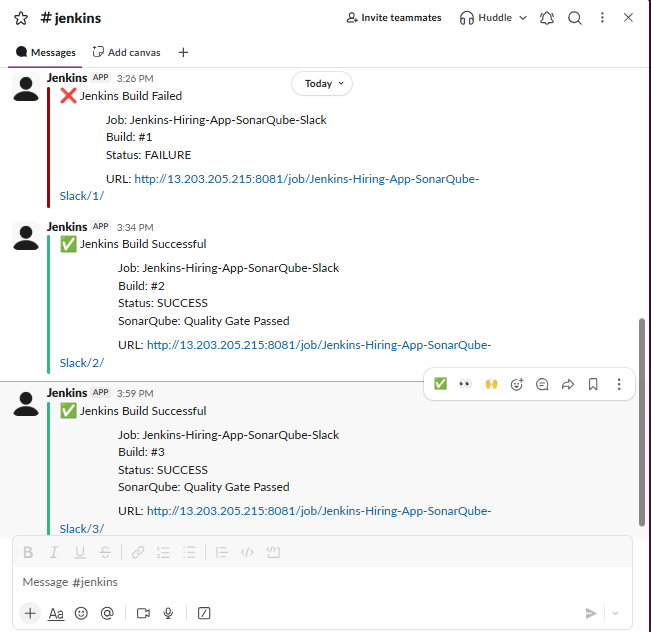 # jenkins
Invite teammates
Huddle
Messages
Add canvas
Today
Jenkins APP 3:26 PM
❌ Jenkins Build Failed
Job: Jenkins-Hiring-App-SonarQube-Slack
Build: #1
Status: FAILURE
URL: http://13.203.205.215:8081/job/Jenkins-Hiring-App-SonarQube-
Slack/1/
Jenkins APP 3:34 PM
✅ Jenkins Build Successful
Job: Jenkins-Hiring-App-SonarQube-Slack
Build: #2
Status: SUCCESS
SonarQube: Quality Gate Passed
URL: http://13.203.205.215:8081/job/Jenkins-Hiring-App-SonarQube-
Slack/2/
Jenkins APP 3:59 PM
✅ Jenkins Build Successful
Job: Jenkins-Hiring-App-SonarQube-Slack
Build: #3
Status: SUCCESS
SonarQube: Quality Gate Passed
URL: http://13.203.205.215:8081/job/Jenkins-Hiring-App-SonarQube-
Slack/3/
B I U S
Message #jenkins
Aa